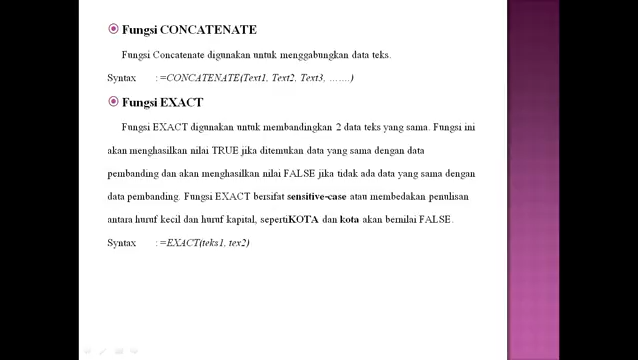 Fungsi CONCATENATE
Fungsi Concatenate digunakan untuk menggabungkan data teks.
Syntax : =CONCATENATE(Text1, Text2, Text3, …….)
Fungsi EXACT
Fungsi EXACT digunakan untuk membandingkan 2 data teks yang sama. Fungsi ini
akan menghasilkan nilai TRUE jika ditemukan data yang sama dengan data
pembanding dan akan menghasilkan nilai FALSE jika tidak ada data yang sama dengan
data pembanding. Fungsi EXACT bersifat sensitive-case atau membedakan penulisan
antara huruf kecil dan huruf kapital, sepertiKOTA dan kota akan bernilai FALSE.
Syntax : =EXACT(teks1, tex2)